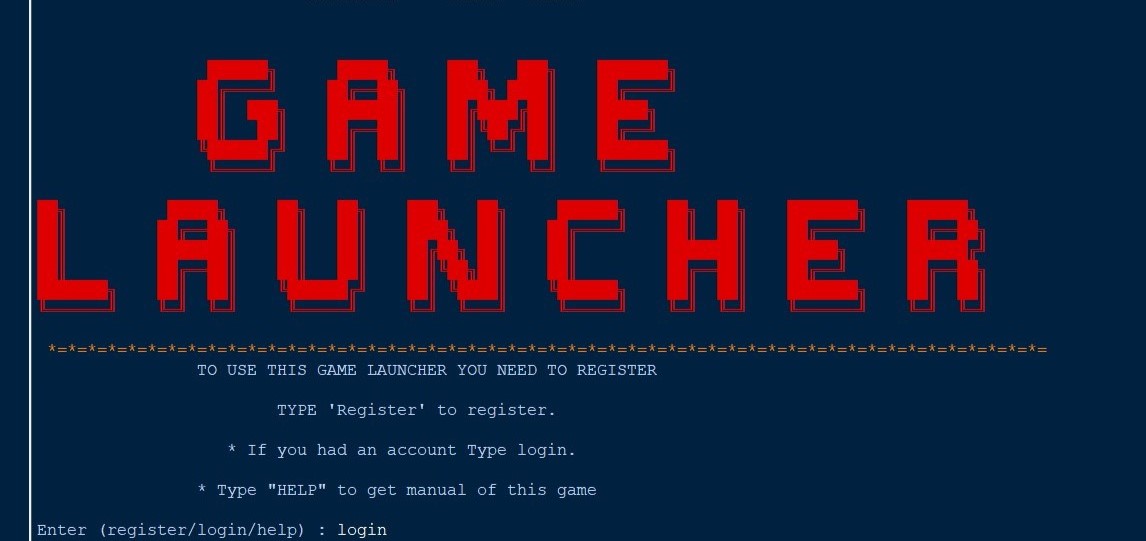 GAME
LAUNCHER
*=*=*=*=*=*=*=*=*=*=*=*=*=*=*=*=*=*=*=*=*=*=*=*=*=*=*=*=*=*=*=*=*=*=*=*=*=*=*=*=*=*=*=*=*=*=*=*=*=*=
TO USE THIS GAME LAUNCHER YOU NEED TO REGISTER
TYPE 'Register' to register.
* If you had an account Type login.
* Type "HELP" to get manual of this game
Enter (register/login/help) : login